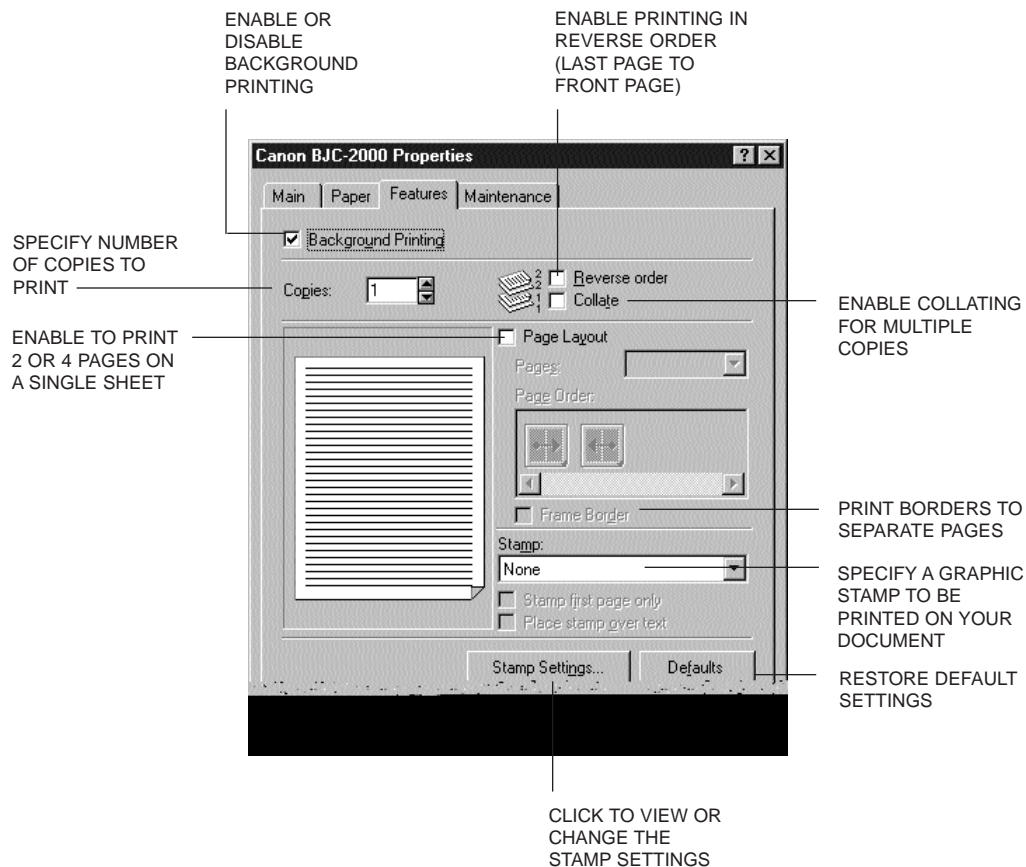 ENABLE OR
DISABLE
BACKGROUND
PRINTING
ENABLE PRINTING IN
REVERSE ORDER
(LAST PAGE TO
FRONT PAGE)
Canon BJC-2000 Properties
Main Paper Features Maintenance
Background Printing
SPECIFY NUMBER
OF COPIES TO
PRINT
Copies: 1
2
2
1
1
Reverse order
Collate
ENABLE COLLATING
FOR MULTIPLE
COPIES
ENABLE TO PRINT
2 OR 4 PAGES ON
A SINGLE SHEET
Page Layout
Pages:
Page Order:
Frame Border
PRINT BORDERS TO
SEPARATE PAGES
Stamp:
None
SPECIFY A GRAPHIC
STAMP TO BE
PRINTED ON YOUR
DOCUMENT
Stamp first page only
Place stamp over text
Stamp Settings... Defaults
RESTORE DEFAULT
SETTINGS
CLICK TO VIEW OR
CHANGE THE
STAMP SETTINGS